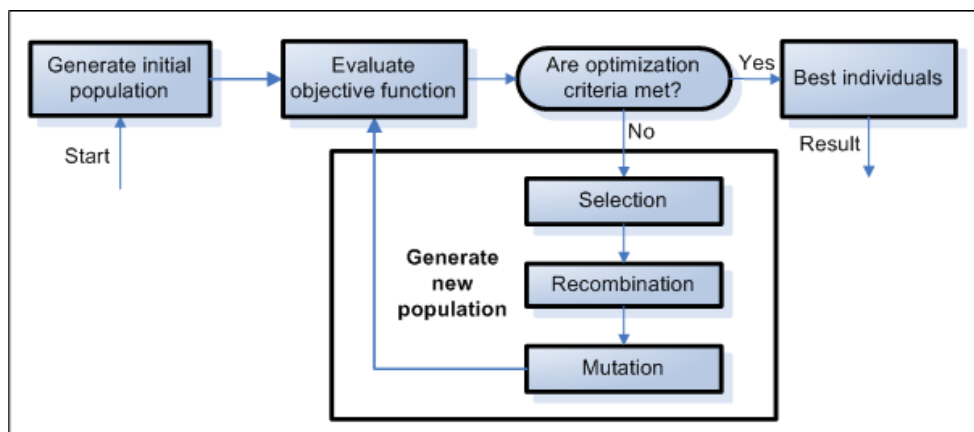 Generate initial
population
Evaluate
objective function
Are optimization
criteria met?
Yes
Best individuals
Start
No
Result
Selection
Generate
new
population
Recombination
Mutation